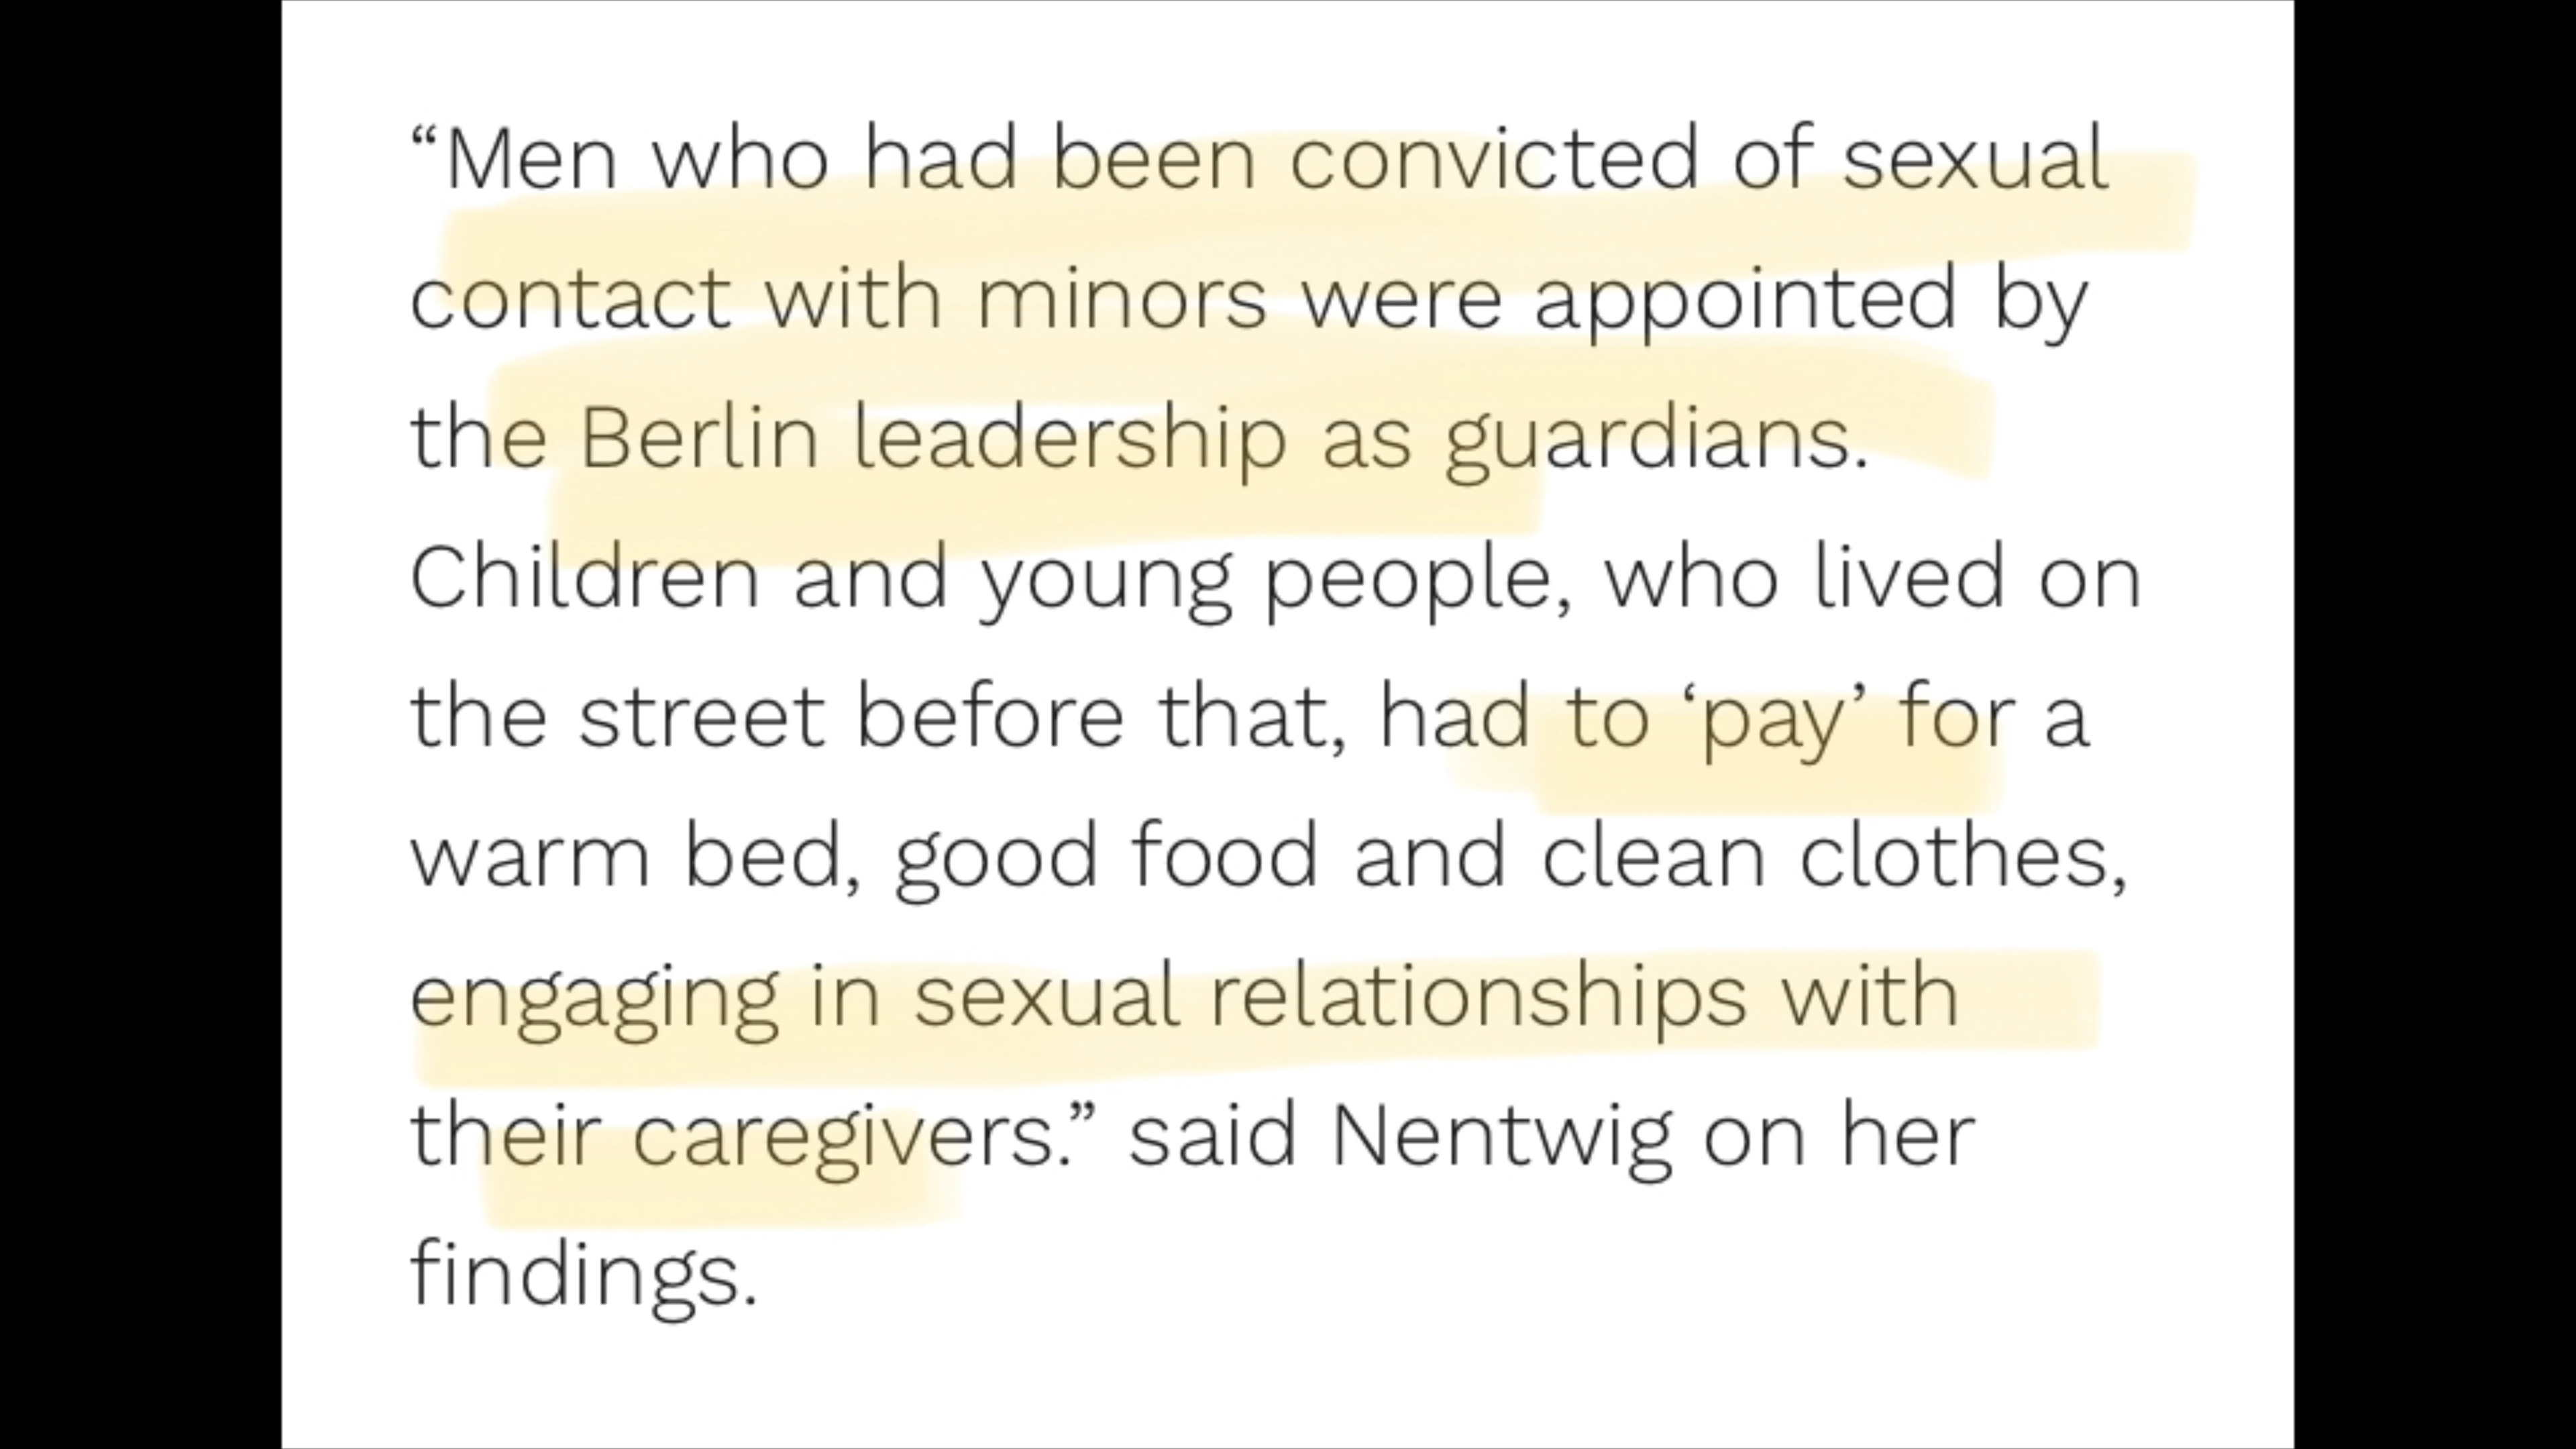 “Men who had been convicted of sexual
contact with minors were appointed by
the Berlin leadership as guardians.
Children and young people, who lived on
the street before that, had to ‘pay’ for a
warm bed, good food and clean clothes,
engaging in sexual relationships with
their caregivers.” said Nentwig on her
findings.